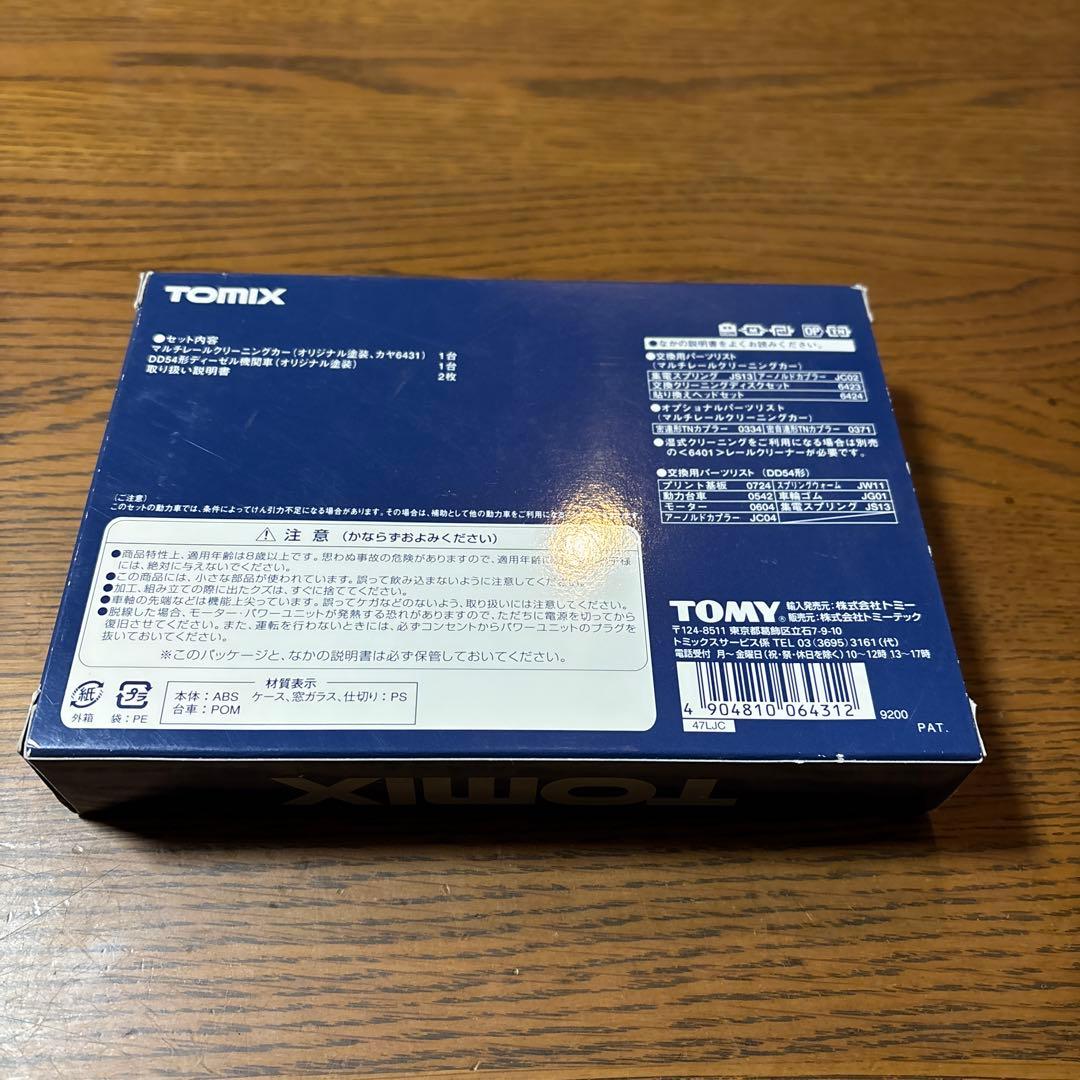 TOMIX
●セット内容
マルチレールクリーニングカー(オリジナル塗装、カヤ6431) 1台
DD54形ディーゼル機関車(オリジナル塗装) 1台
取り扱い説明書 2枚
(ご注意)
このセットの動力車では、条件によってけん引力不足になる場合があります。その場合は、補助として他の動力車をご利用にな
⚠ 注意 (かならずおよみください)
●商品特性上、適用年齢は8歳以上です。思わぬ事故の危険がありますので、適用年齢に 子様
には、絶対に与えないでください。
●この商品には、小さな部品が使われています。誤って飲み込まないように注意してください。
●加工、組み立ての際に出たクズは、すぐに捨ててください。
●車軸の先端などは機能上尖っています。誤ってケガなどのないよう、取り扱いには注意してください。
●脱線した場合、モーター・パワーユニットが発熱する恐れがありますので、ただちに電源を切ってから
復旧させてください。また、運転を行わないときには、必ずコンセントからパワーユニットのプラグを
抜いておいてください。
※このパッケージと、なかの説明書は必ず保管しておいてください。
紙
外箱
プラ
袋:PE
材質表示
本体:ABS ケース、窓ガラス、仕切り:PS
台車:POM
M OP
●なかの説明書をよくお読みください。
●交換用パーツリスト
(マルチレールクリーニングカー)
集電スプリング JS13 アーノルドカプラー JC02
交換クリーニングディスクセット 6423
貼り換えヘッドセット 6424
●オプショナルパーツリスト
(マルチレールクリーニングカー)
密連形TNカプラー 0334 密自連形TNカプラー 0371
●湿式クリーニングをご利用になる場合は別売
の<6401>レールクリーナーが必要です。
●交換用パーツリスト (DD54形)
プリント基板 0724 スプリングウォーム JW11
動力台車 0542 車輪ゴム JG01
モーター 0604 集電スプリング JS13
アーノルドカプラー JC04
TOMY® 輸入発売元:株式会社トミー
販売元:株式会社トミーテック
〒124-8511 東京都葛飾区立石7-9-10
トミックスサービス係 TEL 03(3695)3161(代)
電話受付 月~金曜日(祝・祭・休日を除く)10~12時 13~17時
4 904810 064312
47LJC
9200
PAT.
TOMIX